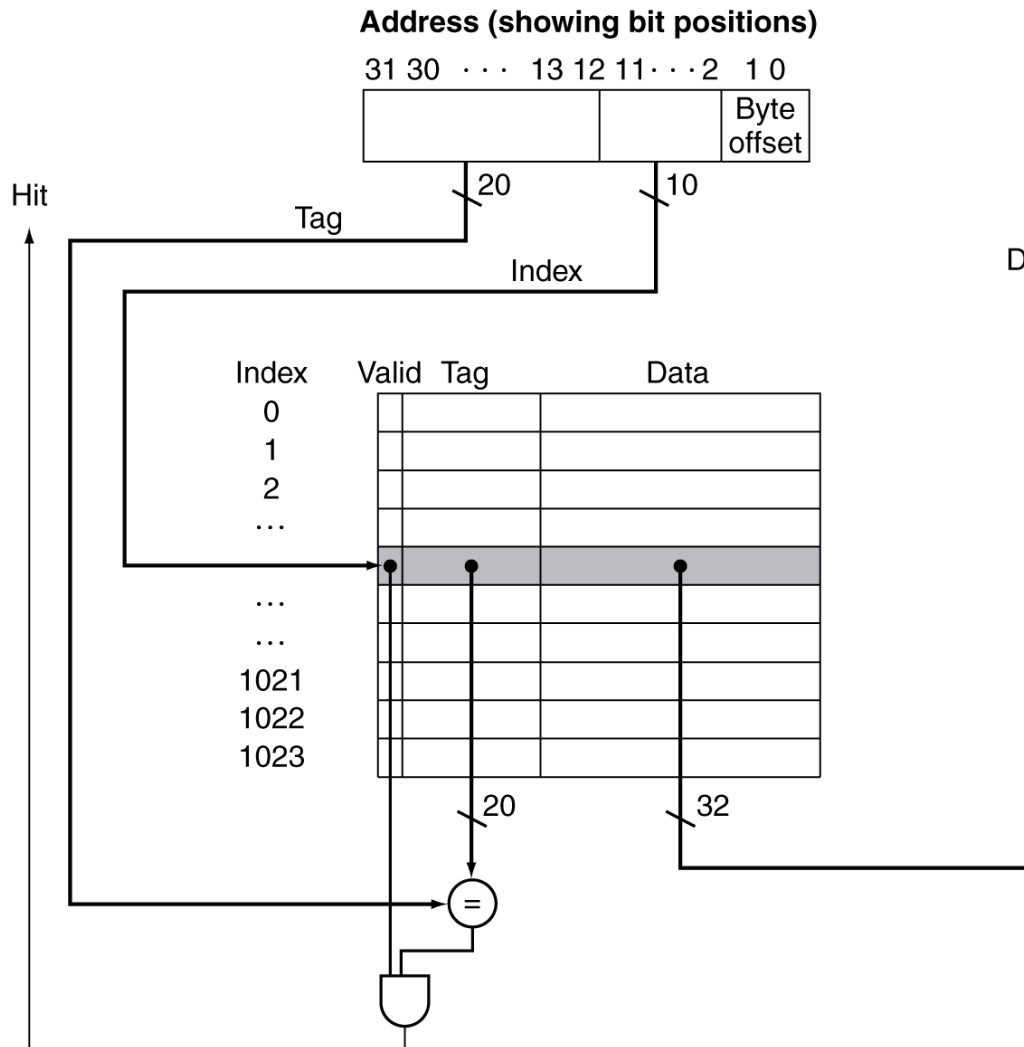 Address (showing bit positions)
31 30 ··· 13 12 11···2 1 0
Byte
offset
20
10
Hit
Tag
Index
D
Index Valid Tag Data
0
1
2
...
...
...
1021
1022
1023
20
32
=